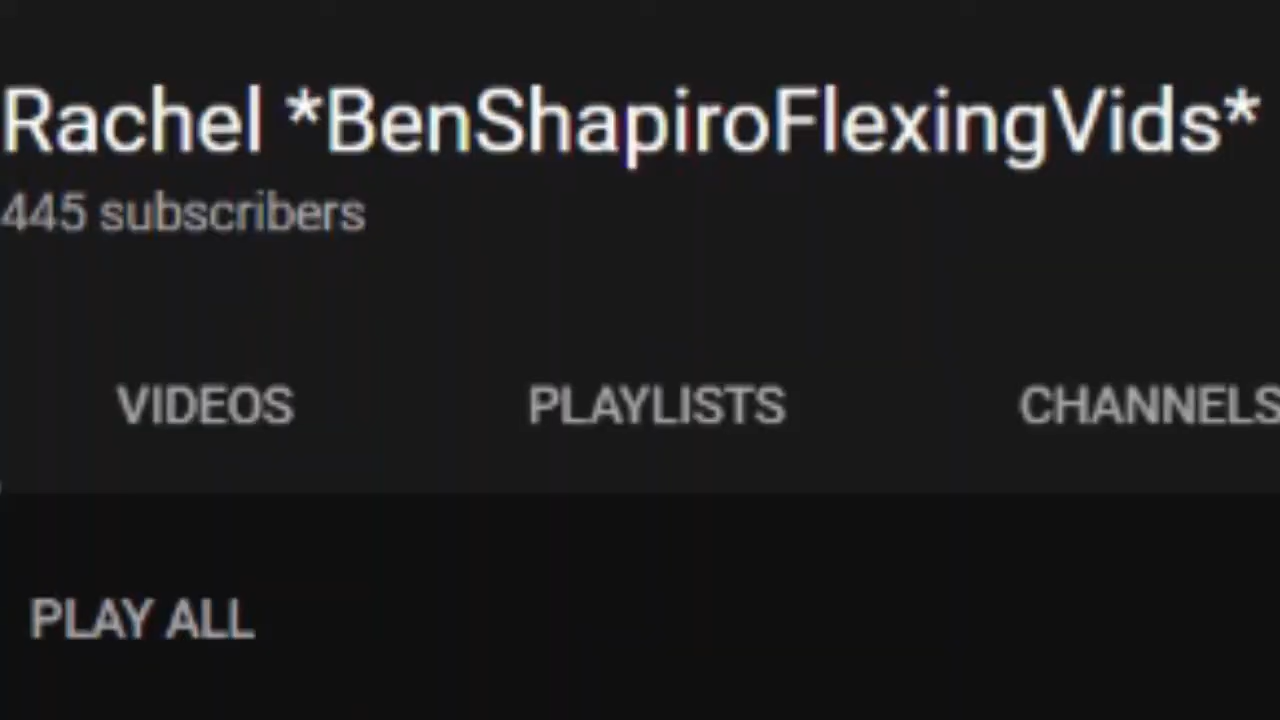 Rachel *BenShapiroFlexingVids*
445 subscribers
VIDEOS PLAYLISTS CHANNELS
PLAY ALL